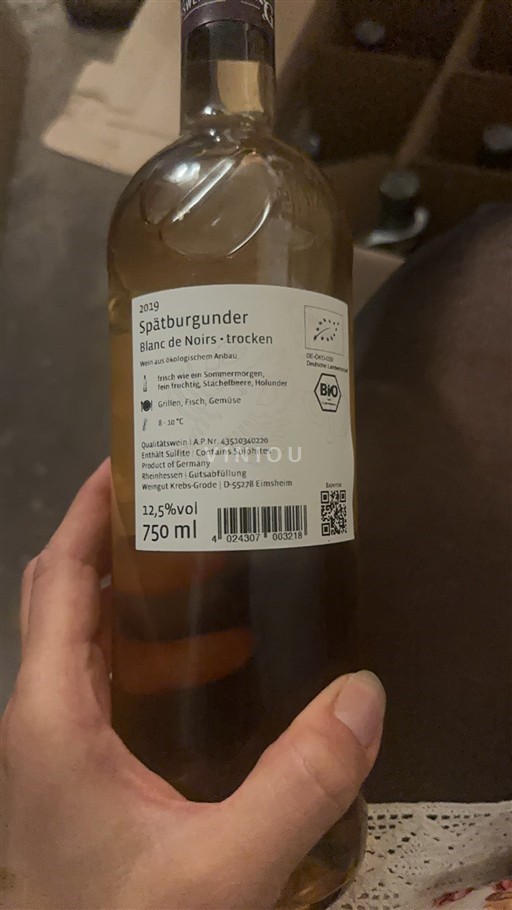 2019
Spätburgunder
Blanc de Noirs • trocken
Wein aus ökologischem Anbau
frisch wie ein Sommermorgen,
fein fruchtig, Stachelbeere, Holunder
Grillen, Fisch, Gemüse
8 - 10 °C
Qualitätswein | A.P.Nr. 43510340220
Enthält Sulfite / Contains Sulphites
Product of Germany
Rheinhessen | Gutsabfüllung
Weingut Krebs-Grode | D-55278 Eimsheim
12,5%vol
750 ml
4 024307 003218
Deutsche
BIO
VINIOU